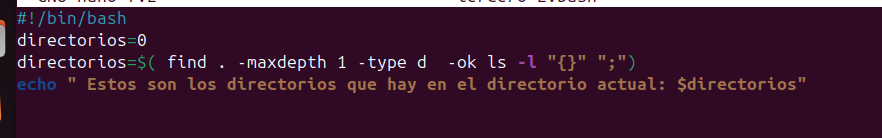 #!/bin/bash
directorios=0
directorios=$( find . -maxdepth 1 -type d  -ok ls -l "{}" ";")
echo " Estos son los directorios que hay en el directorio actual: $directorios"